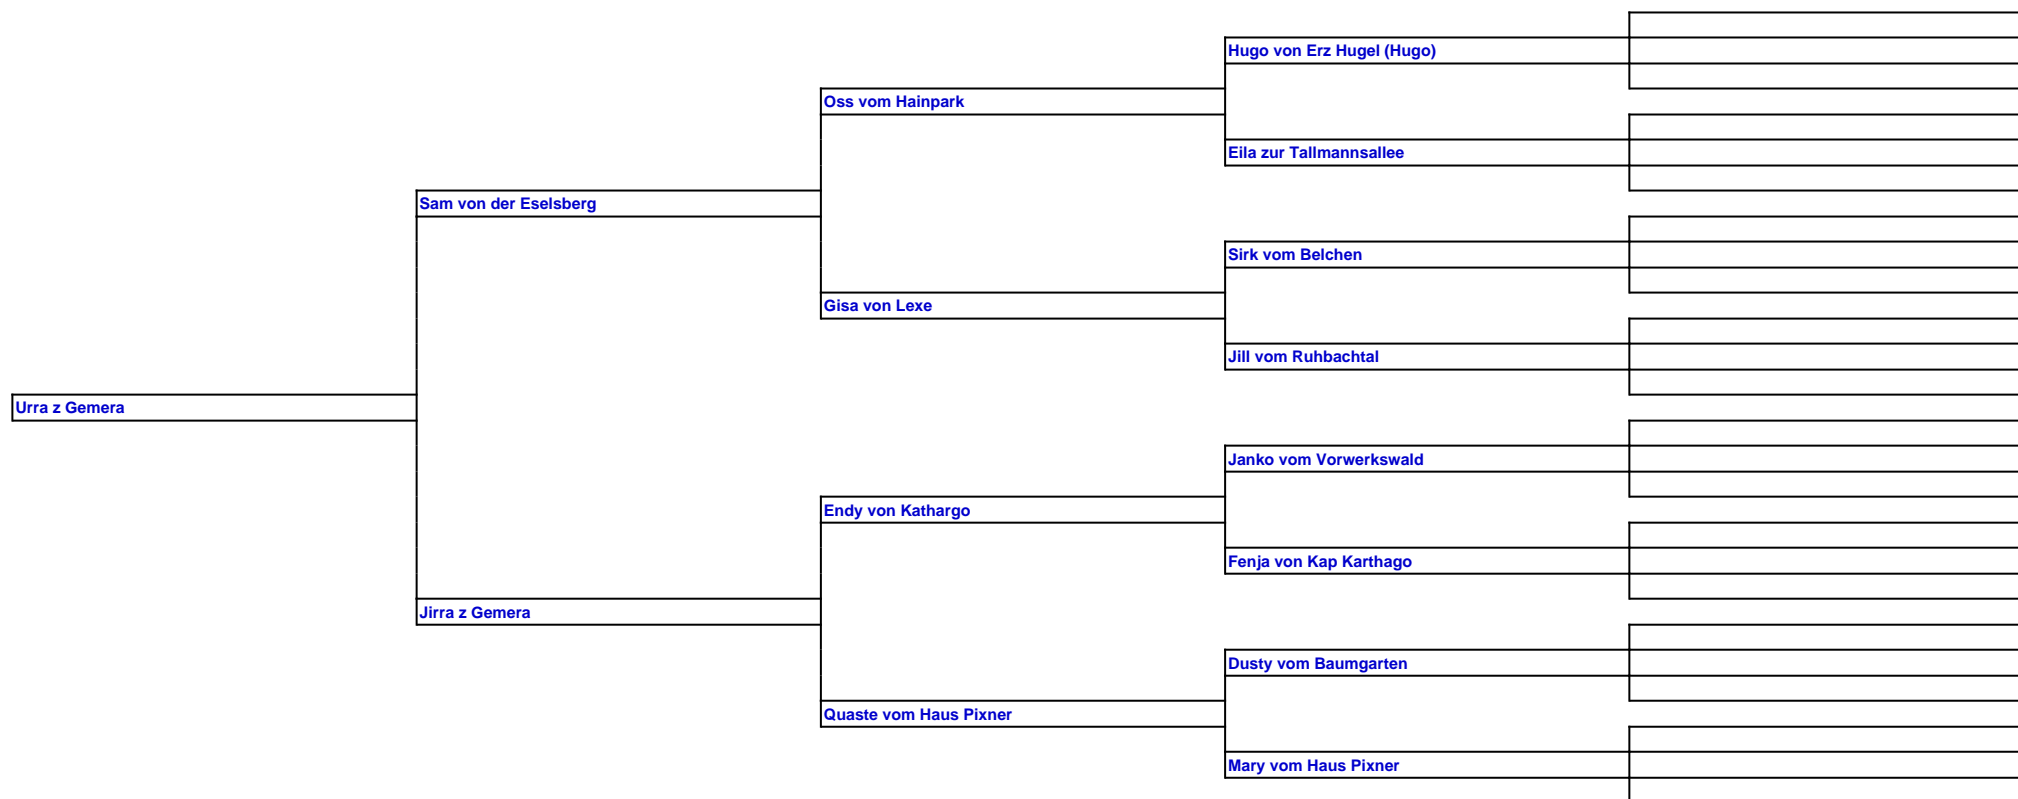 Hugo von Erz Hugel (Hugo)
Oss vom Hainpark
Eila zur Tallmannsallee
Sam von der Eselsberg
Sirk vom Belchen
Gisa von Lexe
Jill vom Ruhbachtal
Urra z Gemera
Janko vom Vorwerkswald
Endy von Kathargo
Fenja von Kap Karthago
Jirra z Gemera
Dusty vom Baumgarten
Quaste vom Haus Pixner
Mary vom Haus Pixner